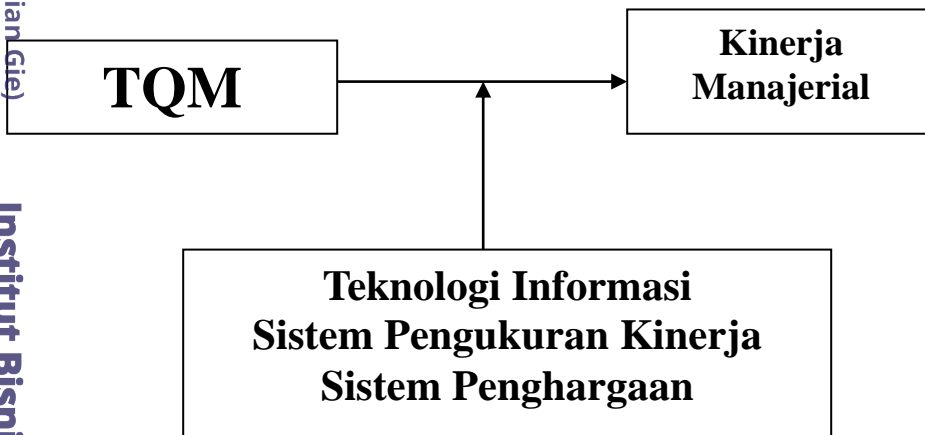 ian Gie)
TQM
Kinerja
Manajerial
Institut Bisni
Teknologi Informasi
Sistem Pengukuran Kinerja
Sistem Penghargaan